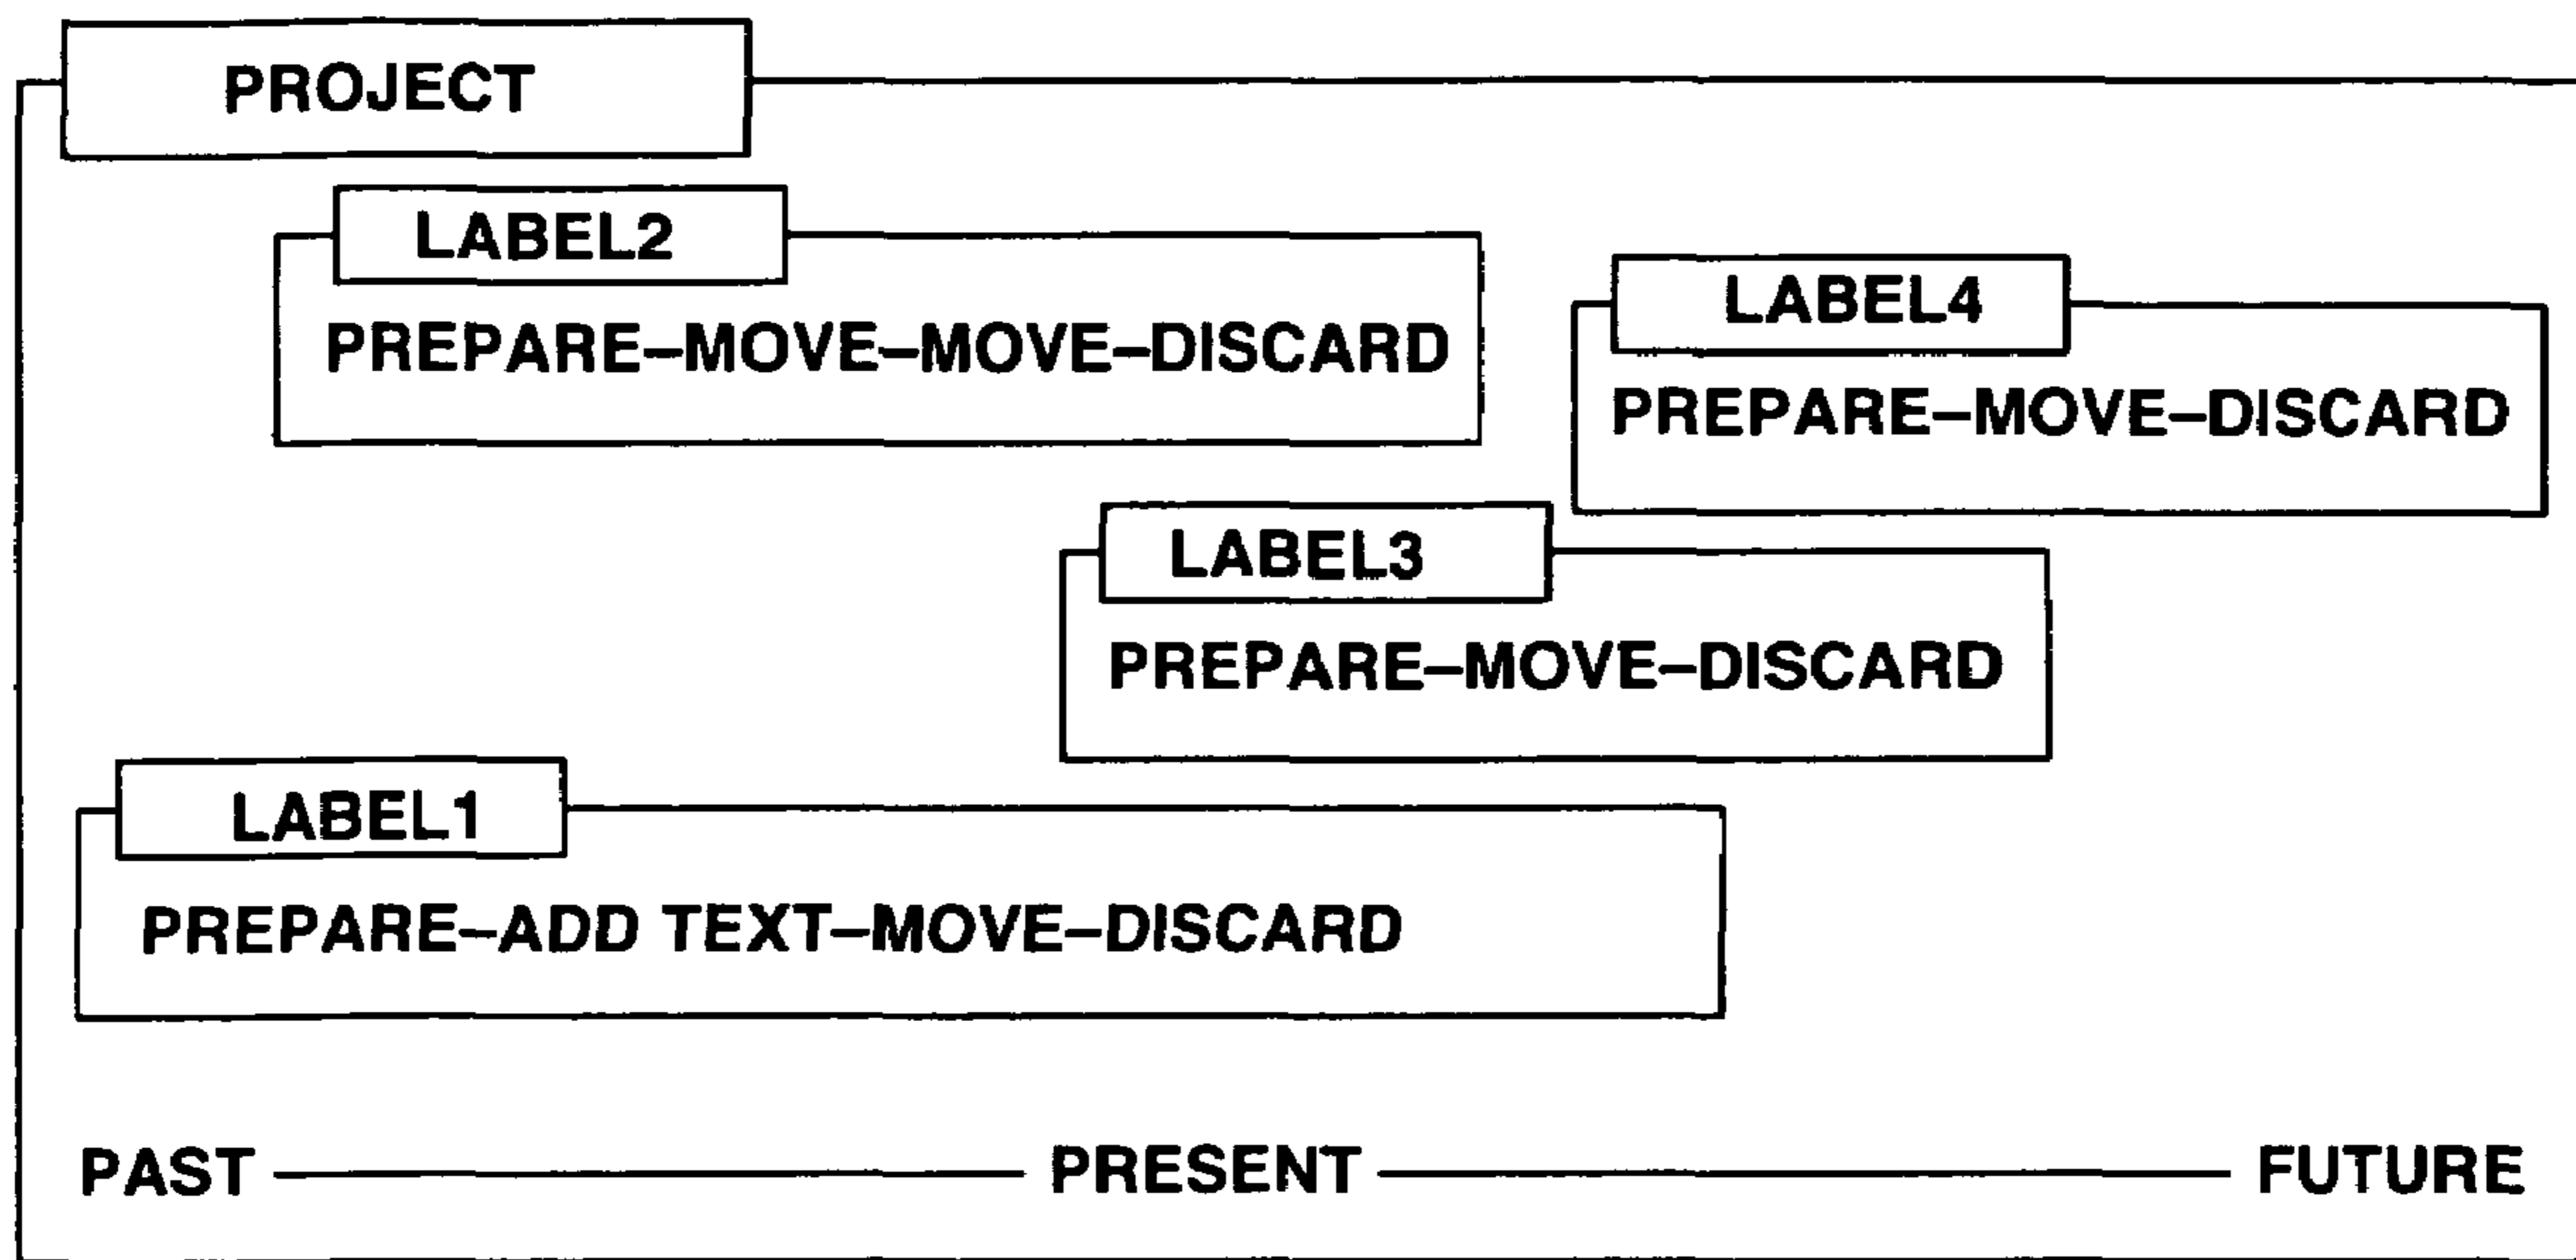 PROJECT
LABEL2
PREPARE–MOVE–MOVE–DISCARD
LABEL4
PREPARE–MOVE–DISCARD
LABEL3
PREPARE–MOVE–DISCARD
LABEL1
PREPARE–ADD TEXT–MOVE–DISCARD
PAST PRESENT FUTURE